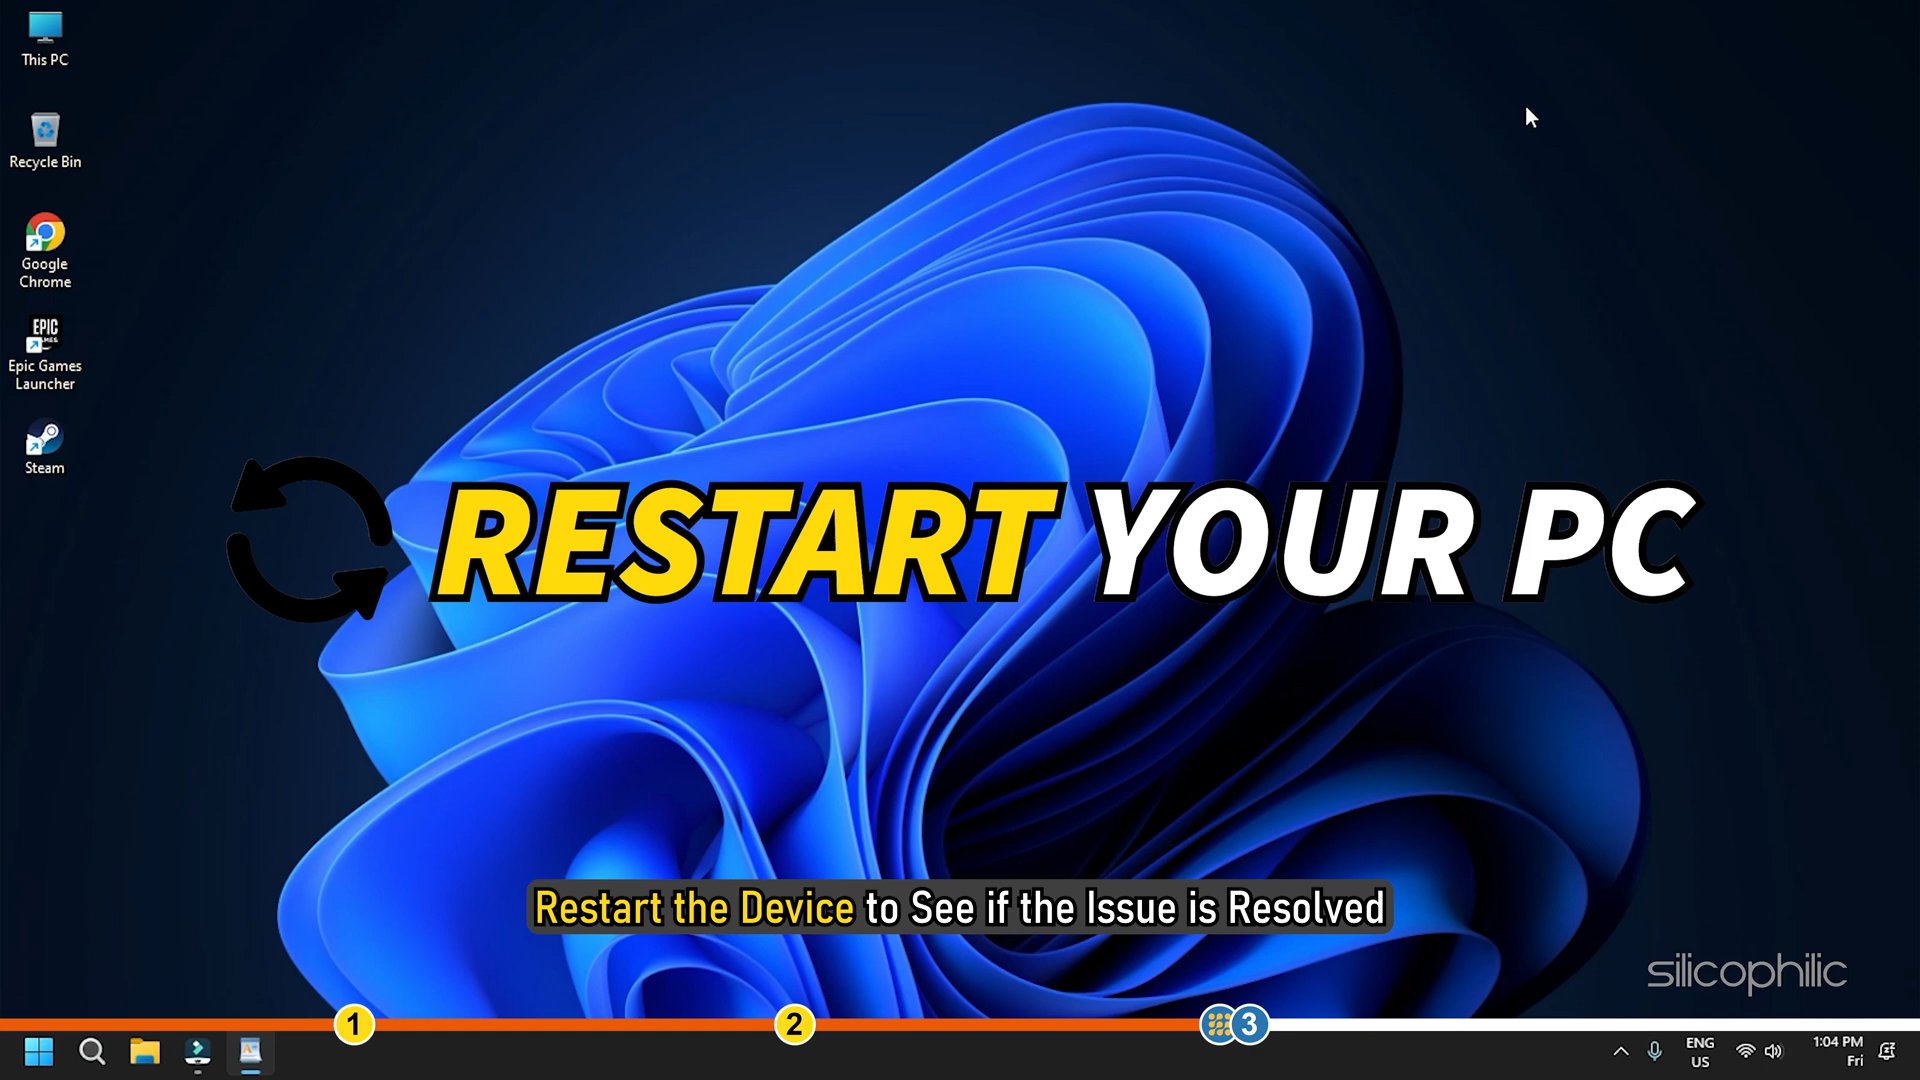 This PC
Recycle Bin
Google
Chrome
EPIC
Epic Games
Launcher
Steam
RESTART YOUR PC
Restart the Device to See if the Issue is Resolved
silicophilic
1
2
3
ENG
US
1:04 PM
Fri